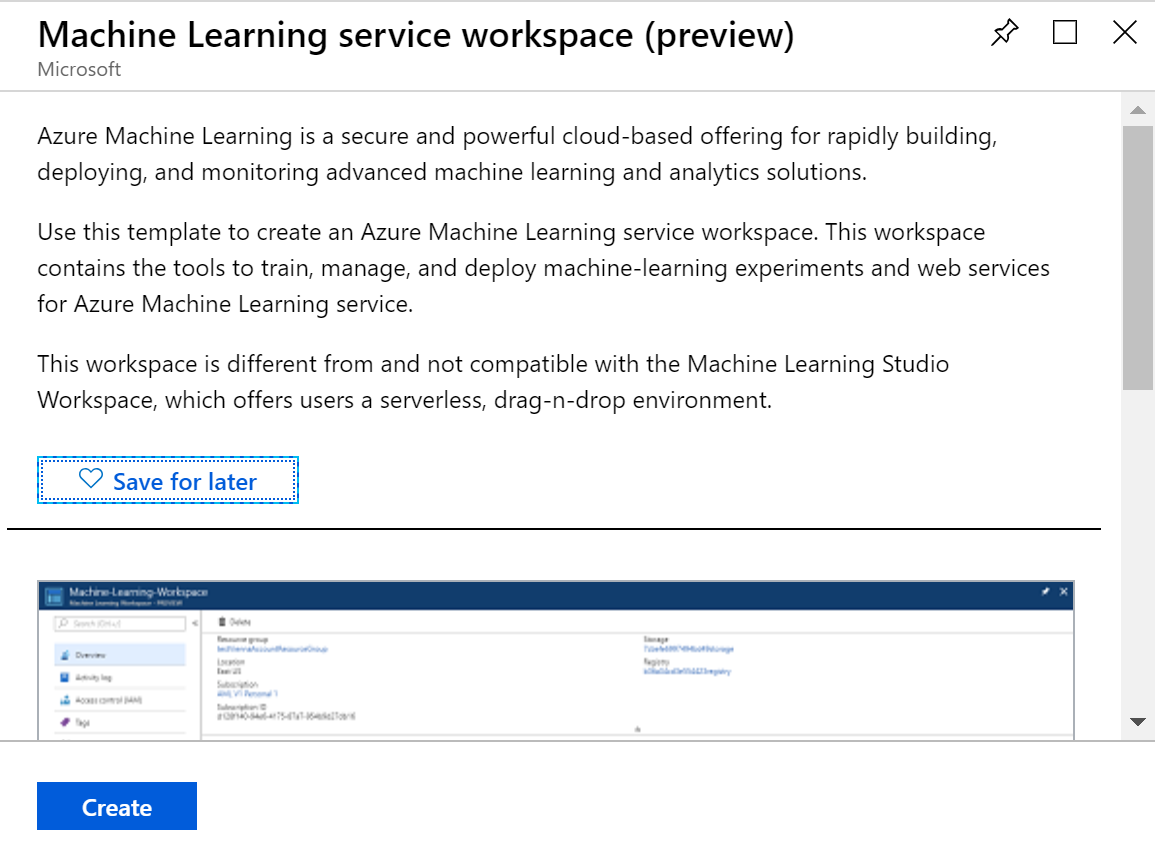 Machine Learning service workspace (preview)
Microsoft
Azure Machine Learning is a secure and powerful cloud-based offering for rapidly building,
deploying, and monitoring advanced machine learning and analytics solutions.
Use this template to create an Azure Machine Learning service workspace. This workspace
contains the tools to train, manage, and deploy machine-learning experiments and web services
for Azure Machine Learning service.
This workspace is different from and not compatible with the Machine Learning Studio
Workspace, which offers users a serverless, drag-n-drop environment.
Save for later
Machine-Learning-Workspace
Machine Learning Workspace - PREVIEW
Search (Ctrl+/)
Overview
Activity log
Access control (IAM)
Tags
Delete
Resource group
Location
East US
Subscription
AML V1 Personal 1
Subscription ID
Storage
Registry
Create